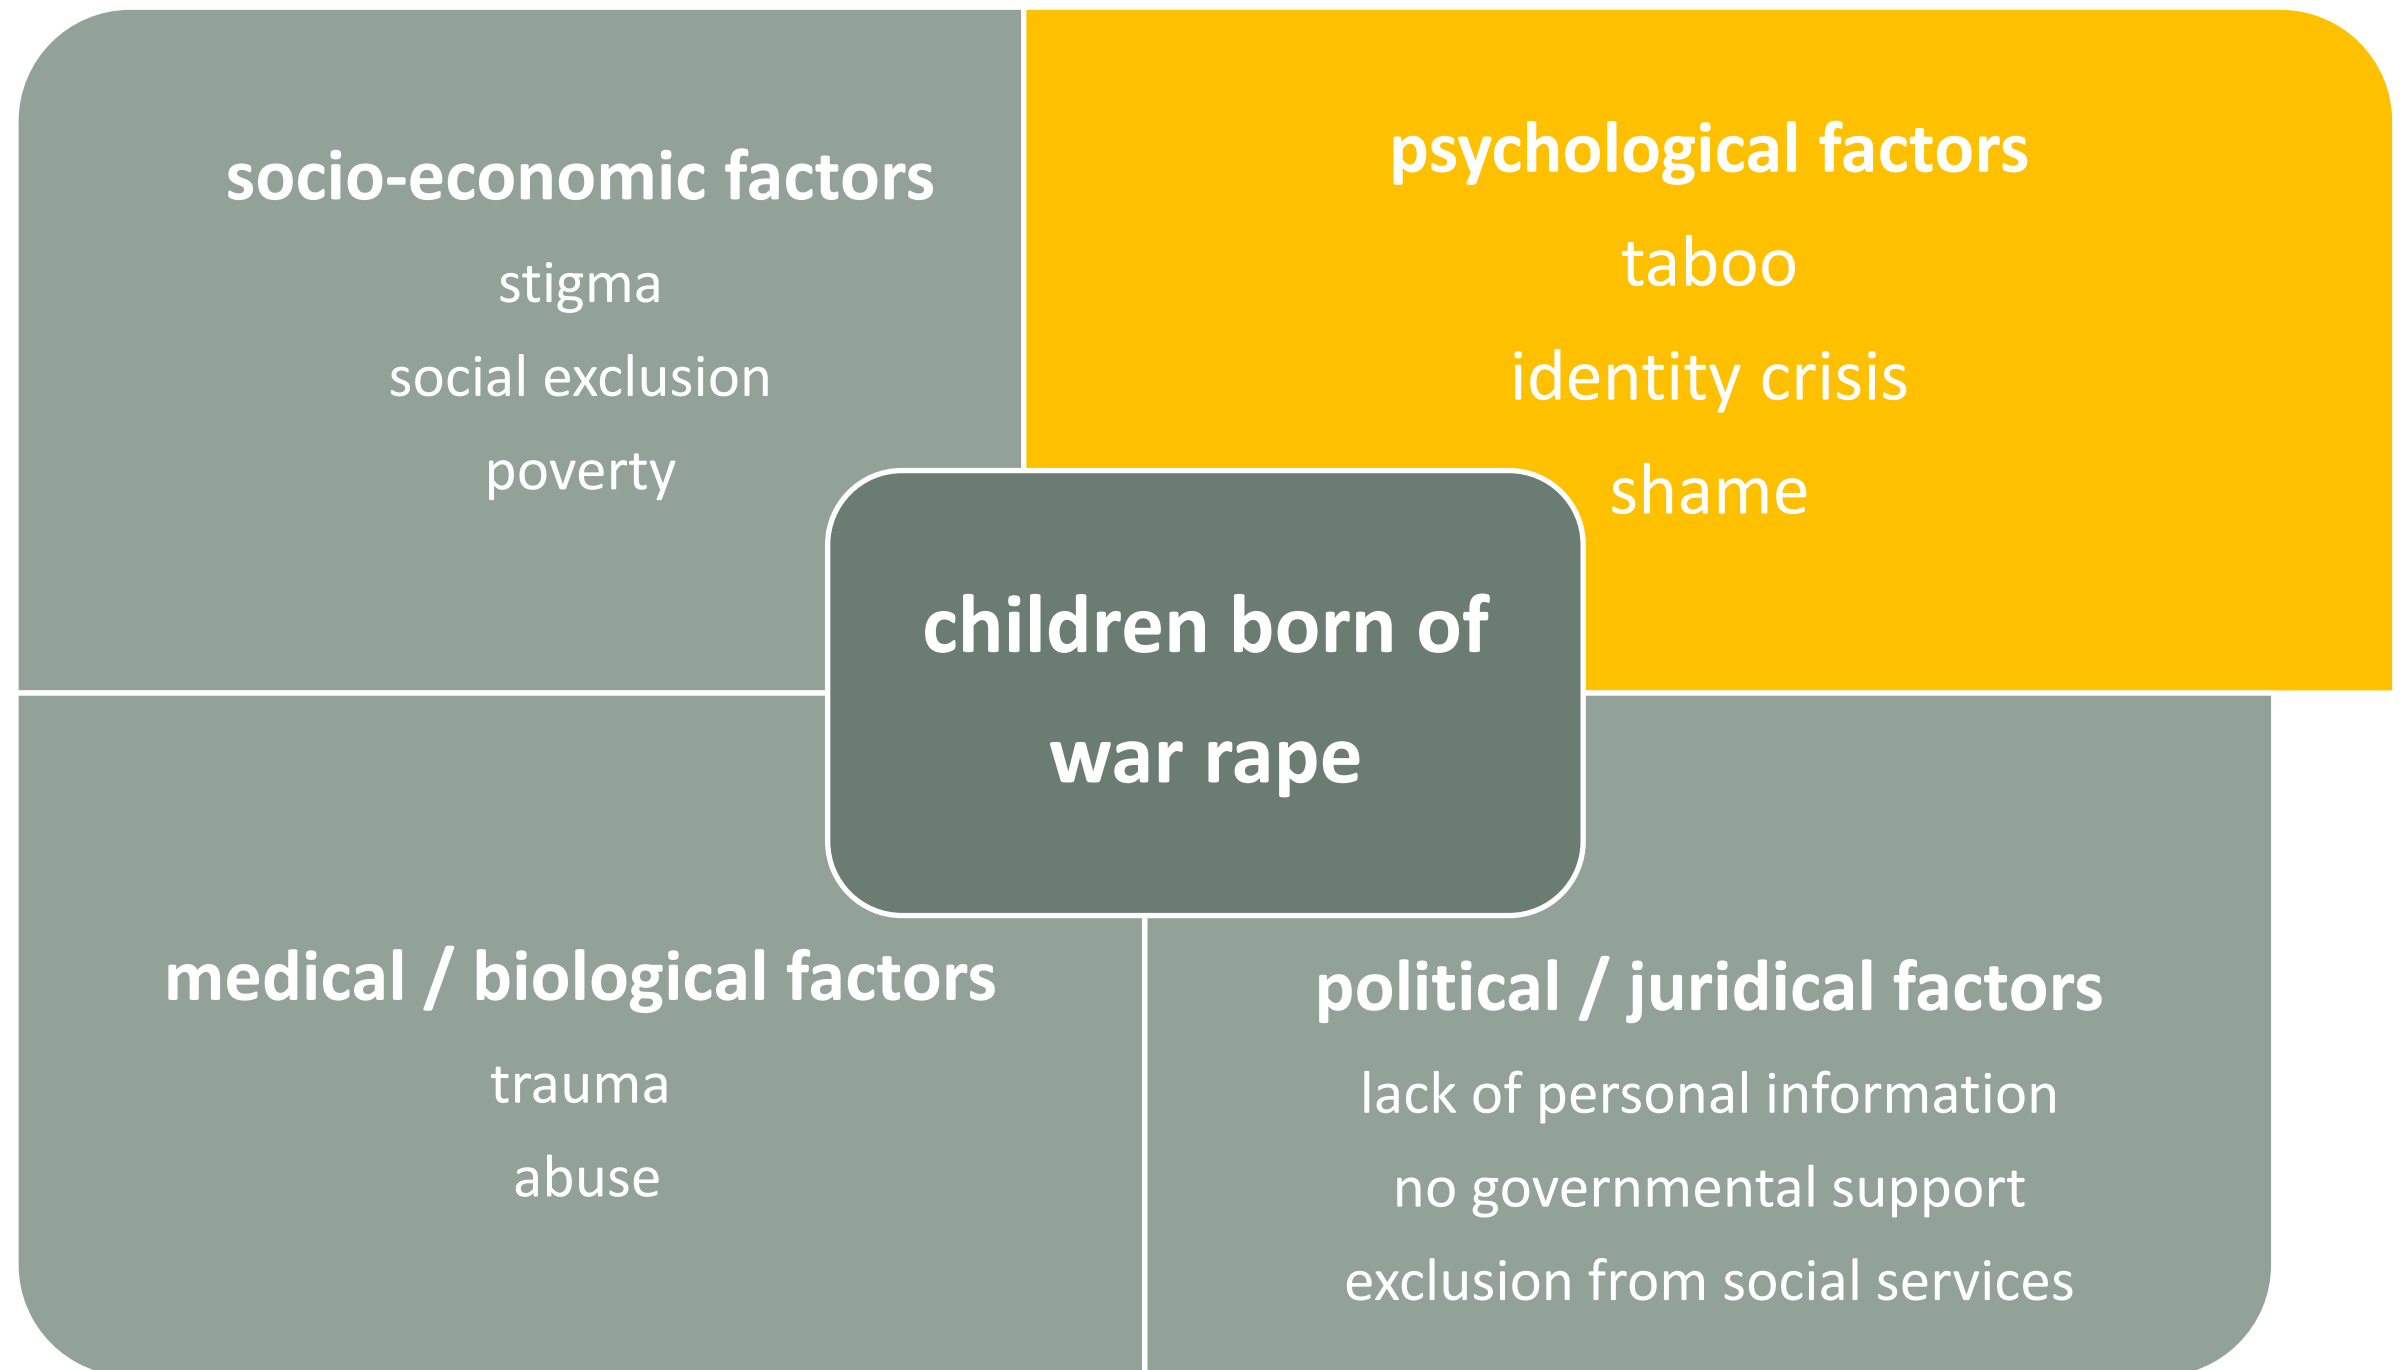 socio-economic factors
stigma
social exclusion
poverty
psychological factors
taboo
identity crisis
shame
children born of
war rape
medical / biological factors
trauma
abuse
political / juridical factors
lack of personal information
no governmental support
exclusion from social services